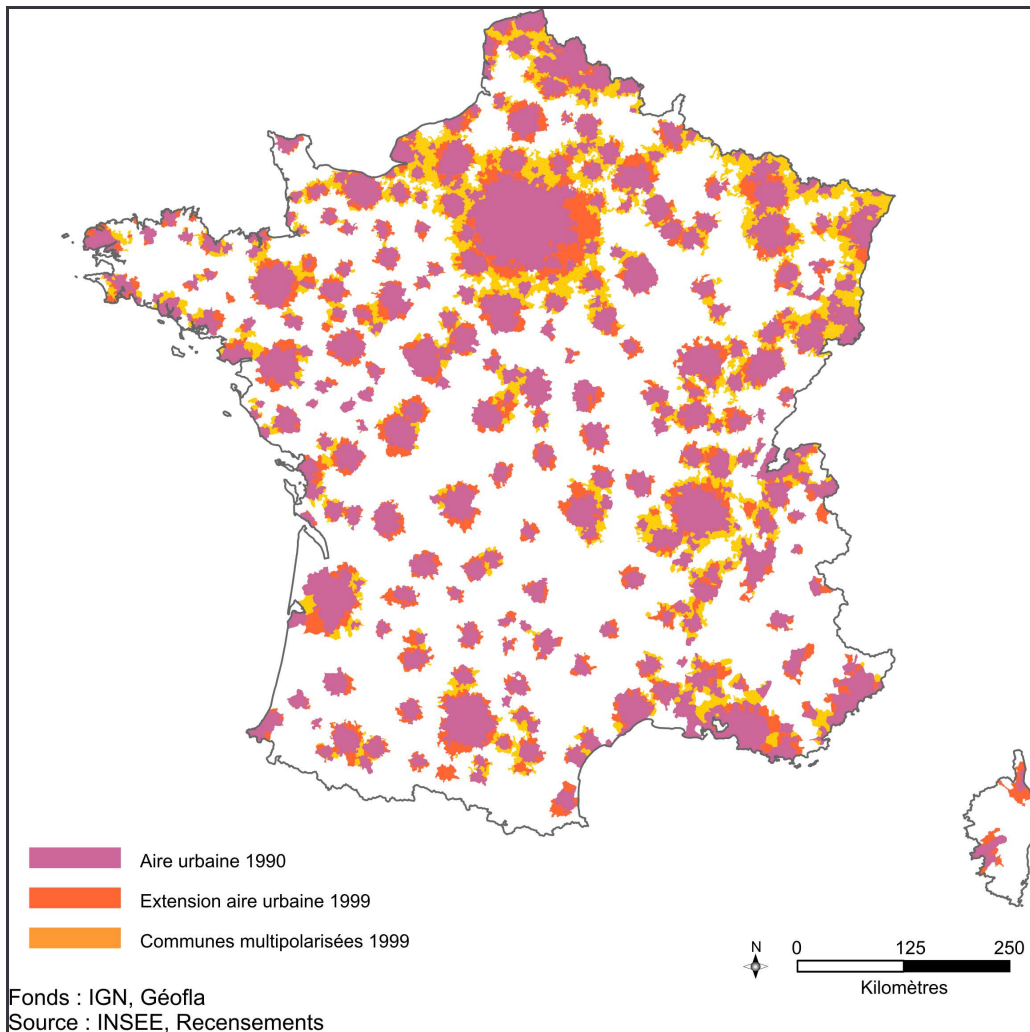 Aire urbaine 1990
Extension aire urbaine 1999
Communes multipolarisées 1999
N
0 125 250
Kilomètres
Fonds : IGN, Géofla
Source : INSEE, Recensements